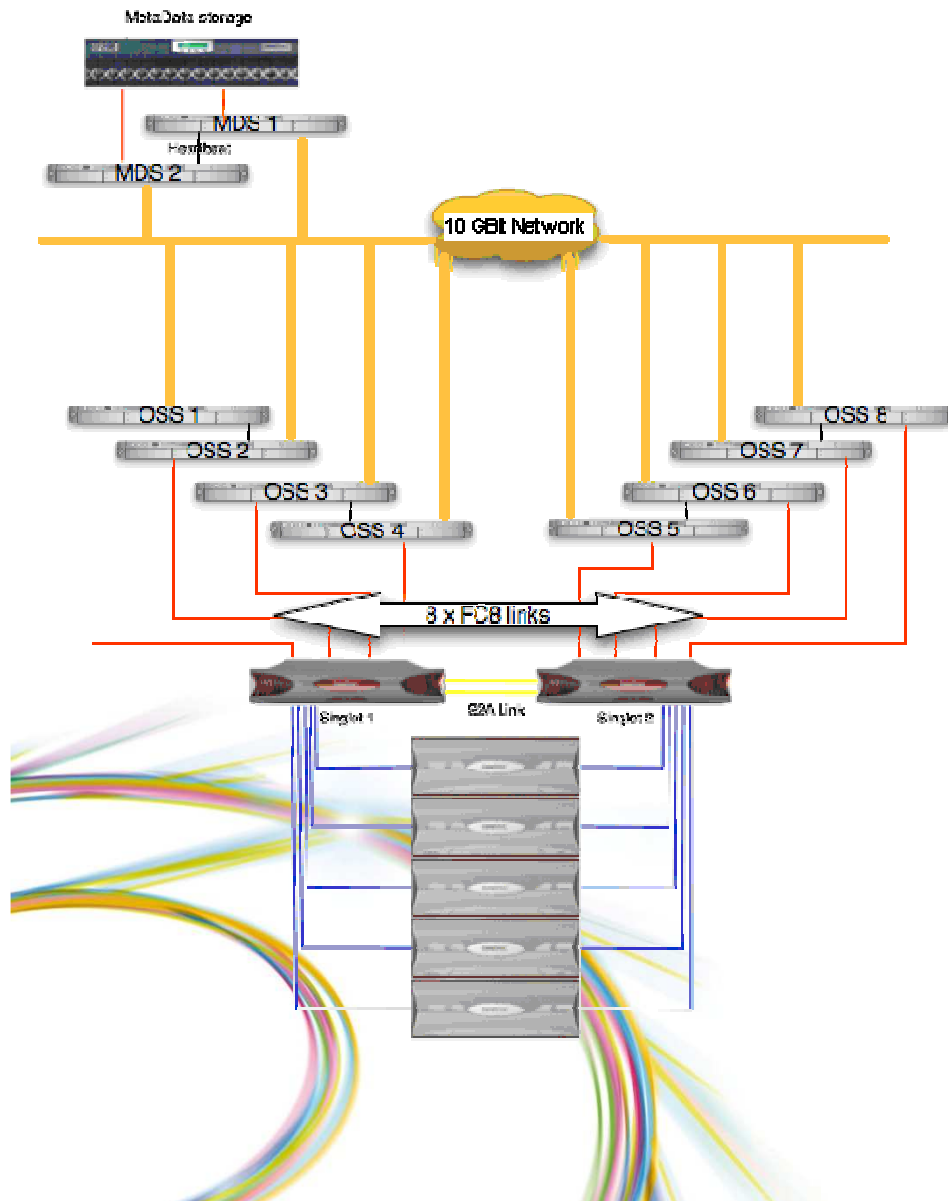 MetaData storage
MDS 1
Heartbeat
MDS 2
10 GBit Network
OSS 1
OSS 2
OSS 3
OSS 4
OSS 8
OSS 7
OSS 6
OSS 5
8 x FC8 links
Singlet 1
S2A Link
Singlet 2